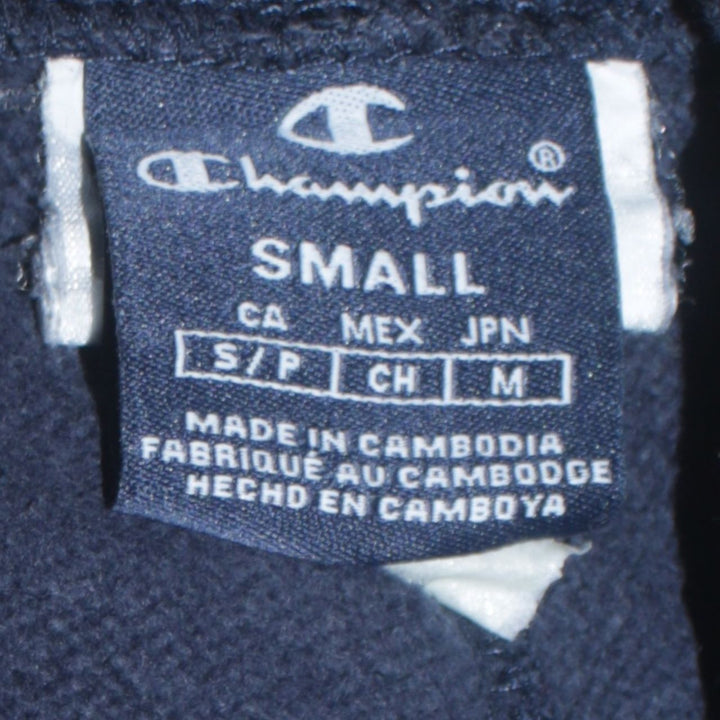 Champion®
SMALL
CA MEX JPN
S/P CH M
MADE IN CAMBODIA
FABRIQUÉ AU CAMBODGE
HECHO EN CAMBOYA